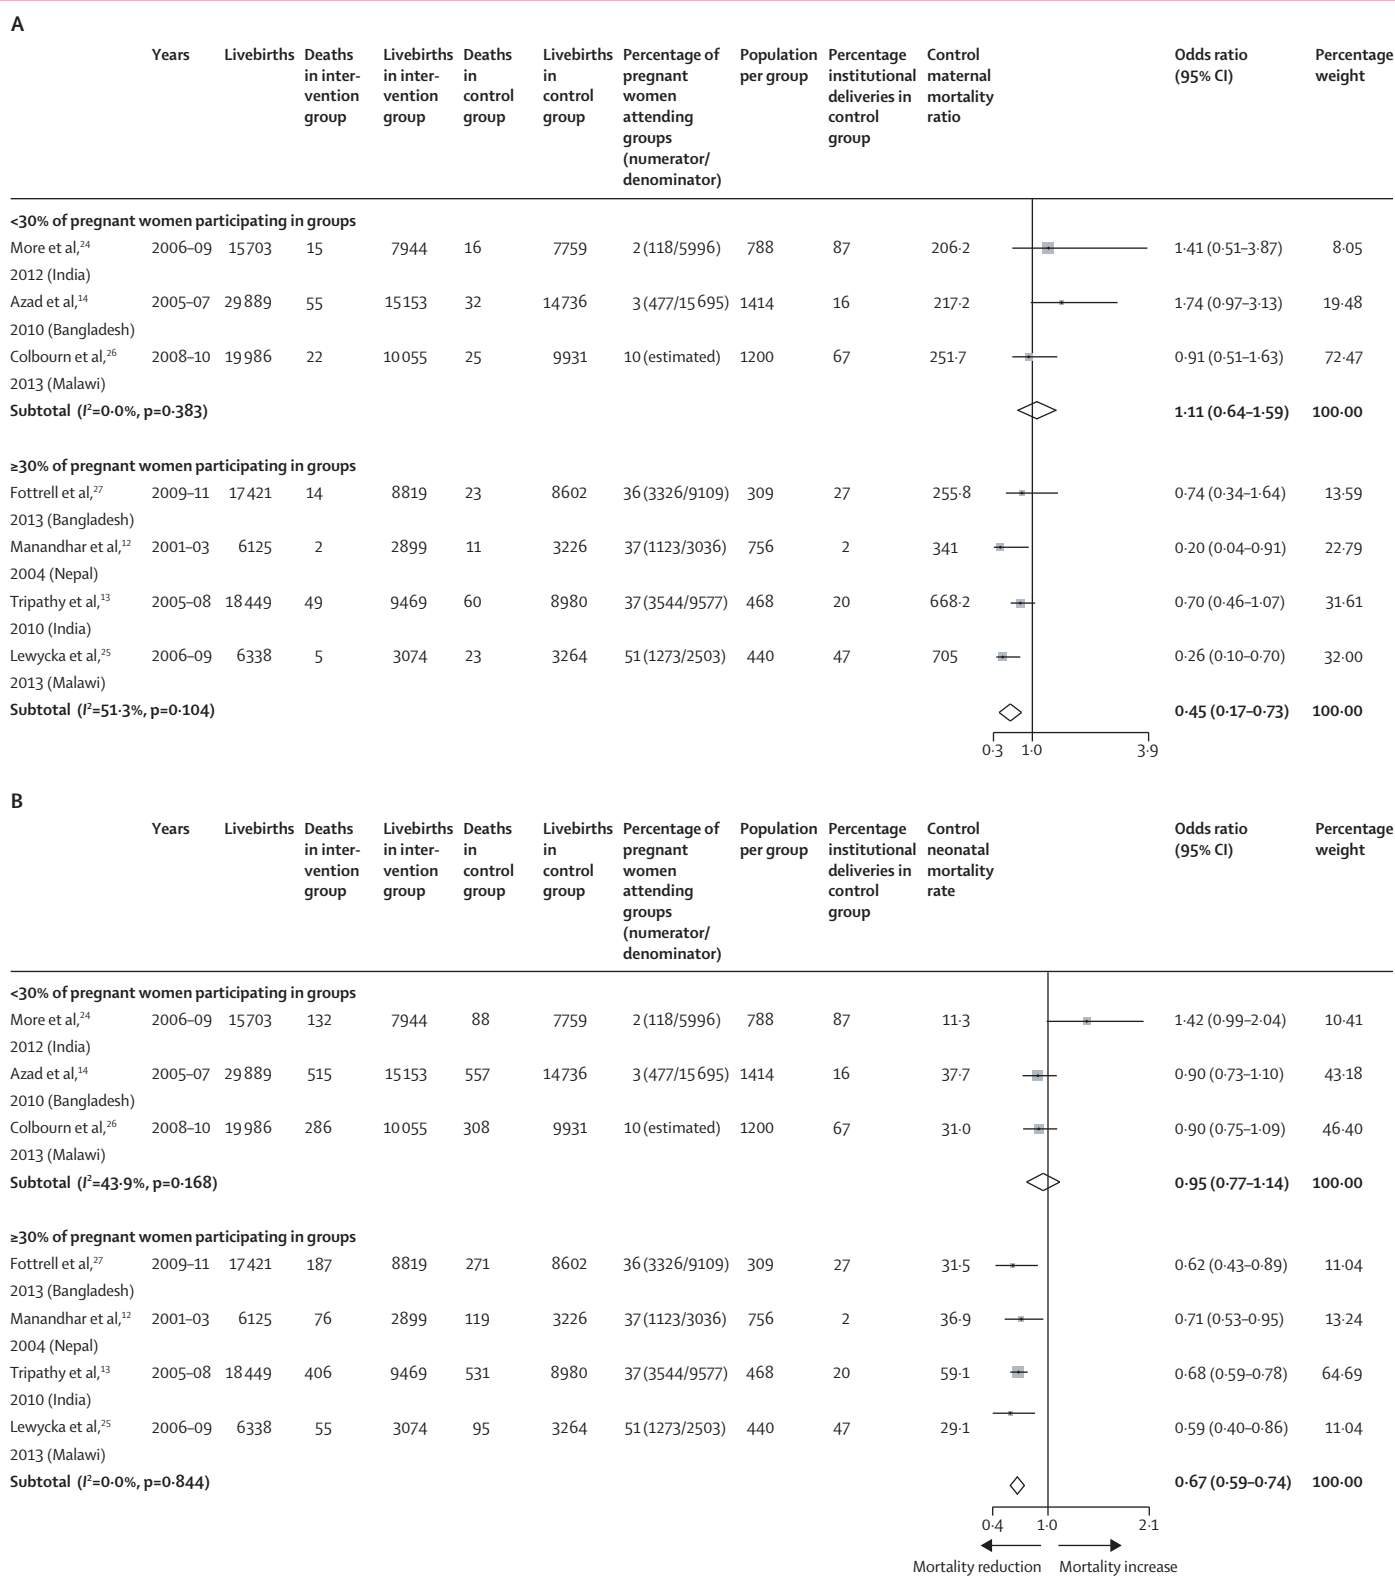 A
Years Livebirths Deaths Livebirths Deaths Livebirths Percentage of Population Percentage Control Odds ratio Percentage
in inter- in inter- in in pregnant per group institutional maternal (95% CI) weight
vention vention control control women deliveries in mortality
group group group group attending control ratio
groups group
(numerator/
denominator)
<30% of pregnant women participating in groups
More et al,24 2006–09 15703 15 7944 16 7759 2 (118/5996) 788 87 206·2 1·41 (0·51–3·87) 8·05
2012 (India)
Azad et al,14 2005–07 29889 55 15153 32 14736 3 (477/15695) 1414 16 217·2 1·74 (0·97–3·13) 19·48
2010 (Bangladesh)
Colbourn et al,26 2008–10 19986 22 10055 25 9931 10 (estimated) 1200 67 251·7 0·91 (0·51–1·63) 72·47
2013 (Malawi)
Subtotal (I²=0·0%, p=0·383) 1·11 (0·64–1·59) 100·00
≥30% of pregnant women participating in groups
Fottrell et al,27 2009–11 17421 14 8819 23 8602 36 (3326/9109) 309 27 255·8 0·74 (0·34–1·64) 13·59
2013 (Bangladesh)
Manandhar et al,12 2001–03 6125 2 2899 11 3226 37 (1123/3036) 756 2 341 0·20 (0·04–0·91) 22·79
2004 (Nepal)
Tripathy et al,13 2005–08 18449 49 9469 60 8980 37 (3544/9577) 468 20 668·2 0·70 (0·46–1·07) 31·61
2010 (India)
Lewycka et al,25 2006–09 6338 5 3074 23 3264 51 (1273/2503) 440 47 705 0·26 (0·10–0·70) 32·00
2013 (Malawi)
Subtotal (I²=51·3%, p=0·104) 0·45 (0·17–0·73) 100·00
0·3 1·0 3·9
B
Years Livebirths Deaths Livebirths Deaths Livebirths Percentage of Population Percentage Control Odds ratio Percentage
in inter- in inter- in in pregnant per group institutional neonatal (95% CI) weight
vention vention control control women deliveries in mortality
group group group group attending control rate
groups group
(numerator/
denominator)
<30% of pregnant women participating in groups
More et al,24 2006–09 15703 132 7944 88 7759 2 (118/5996) 788 87 11·3 1·42 (0·99–2·04) 10·41
2012 (India)
Azad et al,14 2005–07 29889 515 15153 557 14736 3 (477/15695) 1414 16 37·7 0·90 (0·73–1·10) 43·18
2010 (Bangladesh)
Colbourn et al,26 2008–10 19986 286 10055 308 9931 10 (estimated) 1200 67 31·0 0·90 (0·75–1·09) 46·40
2013 (Malawi)
Subtotal (I²=43·9%, p=0·168) 0·95 (0·77–1·14) 100·00
≥30% of pregnant women participating in groups
Fottrell et al,27 2009–11 17421 187 8819 271 8602 36 (3326/9109) 309 27 31·5 0·62 (0·43–0·89) 11·04
2013 (Bangladesh)
Manandhar et al,12 2001–03 6125 76 2899 119 3226 37 (1123/3036) 756 2 36·9 0·71 (0·53–0·95) 13·24
2004 (Nepal)
Tripathy et al,13 2005–08 18449 406 9469 531 8980 37 (3544/9577) 468 20 59·1 0·68 (0·59–0·78) 64·69
2010 (India)
Lewycka et al,25 2006–09 6338 55 3074 95 3264 51 (1273/2503) 440 47 29·1 0·59 (0·40–0·86) 11·04
2013 (Malawi)
Subtotal (I²=0·0%, p=0·844) 0·67 (0·59–0·74) 100·00
0·4 1·0 2·1
Mortality reduction Mortality increase